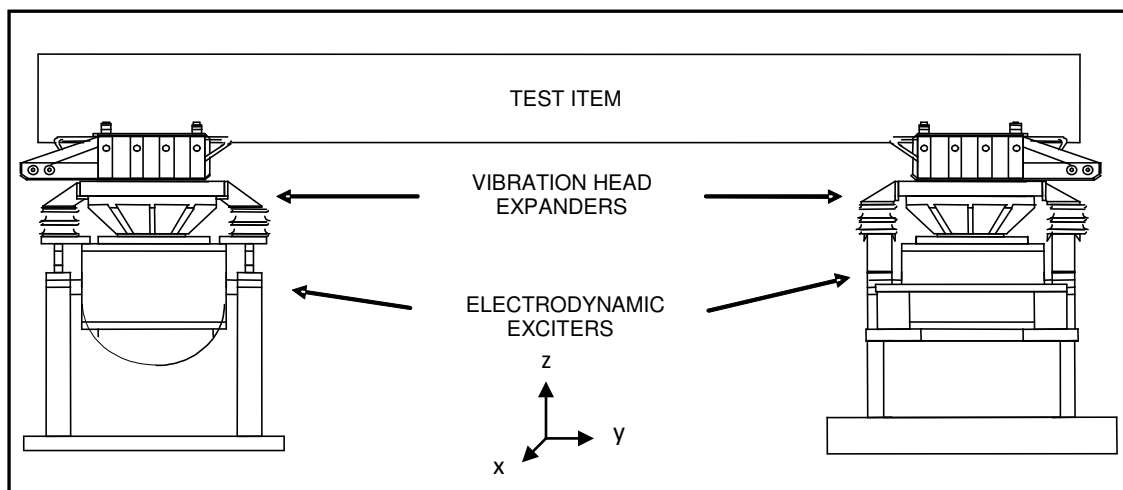 TEST ITEM
VIBRATION HEAD
EXPANDERS
ELECTRODYNAMIC
EXCITERS
z
y
x